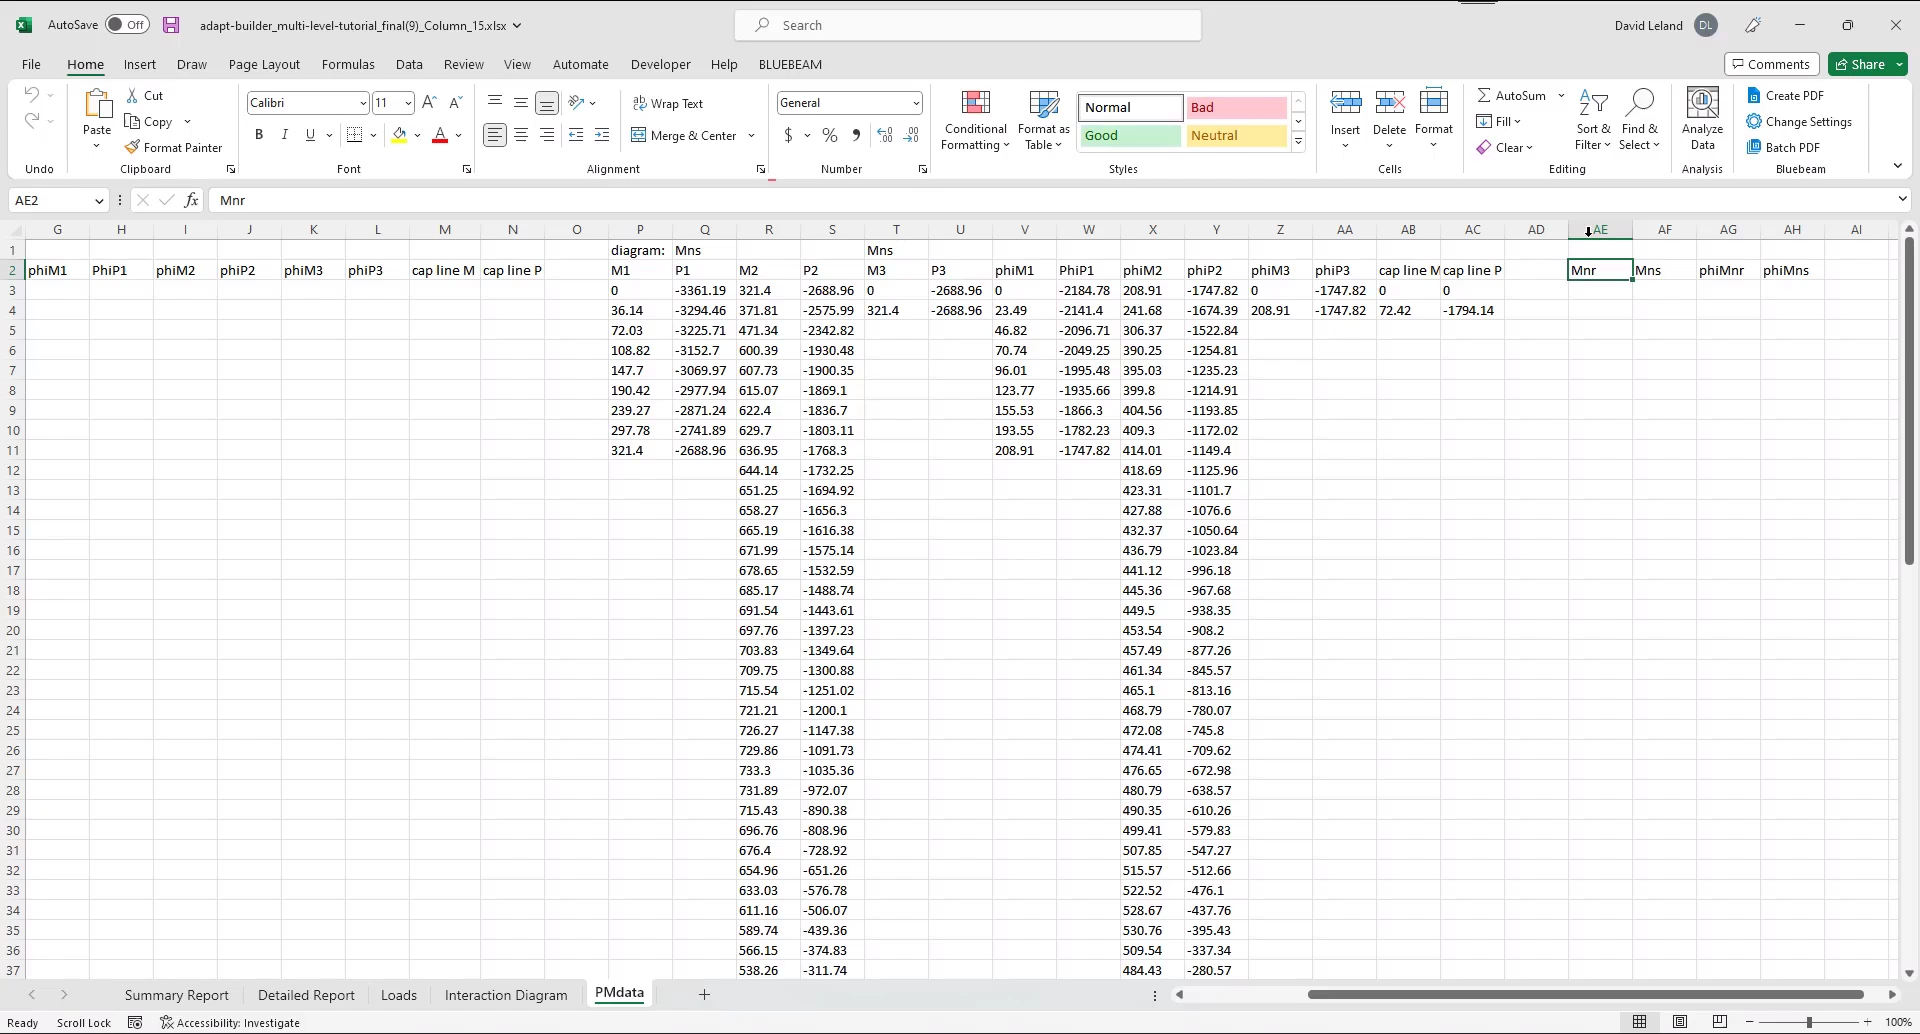 AutoSave Off adapt-builder_multi-level-tutorial_final(9)_Column_15.xlsx Search David Leland DL
File Home Insert Draw Page Layout Formulas Data Review View Automate Developer Help BLUEBEAM Comments Share
Paste Cut Copy Format Painter
Calibri 11
B I U A
Wrap Text
Merge & Center
General
$ % 9
Conditional Formatting Format as Table
Normal Bad
Good Neutral
Insert Delete Format
AutoSum Fill Clear
Sort & Filter Find & Select
Analyze Data
Create PDF
Change Settings
Batch PDF
Undo Clipboard Font Alignment Number Styles Cells Editing Analysis Bluebeam
AE2 fx Mnr
G H I J K L M N O P Q R S T U V W X Y Z AA AB AC AD AE AF AG AH AI
1 diagram: Mns Mns
2 phiM1 PhiP1 phiM2 phiP2 phiM3 phiP3 cap line M cap line P M1 P1 M2 P2 M3 P3 phiM1 PhiP1 phiM2 phiP2 phiM3 phiP3 cap line M cap line P Mnr Mns phiMnr phiMns
3 0 -3361.19 321.4 -2688.96 0 -2688.96 0 -2184.78 208.91 -1747.82 0 -1747.82 0 0
4 36.14 -3294.46 371.81 -2575.99 321.4 -2688.96 23.49 -2141.4 241.68 -1674.39 208.91 -1747.82 72.42 -1794.14
5 72.03 -3225.71 471.34 -2342.82 46.82 -2096.71 306.37 -1522.84
6 108.82 -3152.7 600.39 -1930.48 70.74 -2049.25 390.25 -1254.81
7 147.7 -3069.97 607.73 -1900.35 96.01 -1995.48 395.03 -1235.23
8 190.42 -2977.94 615.07 -1869.1 123.77 -1935.66 399.8 -1214.91
9 239.27 -2871.24 622.4 -1836.7 155.53 -1866.3 404.56 -1193.85
10 297.78 -2741.89 629.7 -1803.11 193.55 -1782.23 409.3 -1172.02
11 321.4 -2688.96 636.95 -1768.3 208.91 -1747.82 414.01 -1149.4
12 644.14 -1732.25 418.69 -1125.96
13 651.25 -1694.92 423.31 -1101.7
14 658.27 -1656.3 427.88 -1076.6
15 665.19 -1616.38 432.37 -1050.64
16 671.99 -1575.14 436.79 -1023.84
17 678.65 -1532.59 441.12 -996.18
18 685.17 -1488.74 445.36 -967.68
19 691.54 -1443.61 449.5 -938.35
20 697.76 -1397.23 453.54 -908.2
21 703.83 -1349.64 457.49 -877.26
22 709.75 -1300.88 461.34 -845.57
23 715.54 -1251.02 465.1 -813.16
24 721.21 -1200.1 468.79 -780.07
25 726.27 -1147.38 472.08 -745.8
26 729.86 -1091.73 474.41 -709.62
27 733.3 -1035.36 476.65 -672.98
28 731.89 -972.07 480.79 -638.57
29 715.43 -890.38 490.35 -610.26
30 696.76 -808.96 499.41 -579.83
31 676.4 -728.92 507.85 -547.27
32 654.96 -651.26 515.57 -512.66
33 633.03 -576.78 522.52 -476.1
34 611.16 -506.07 528.67 -437.76
35 589.74 -439.36 530.76 -395.43
36 566.15 -374.83 509.54 -337.34
37 538.26 -311.74 484.43 -280.57
Summary Report Detailed Report Loads Interaction Diagram PMdata
Ready Scroll Lock Accessibility: Investigate 100%